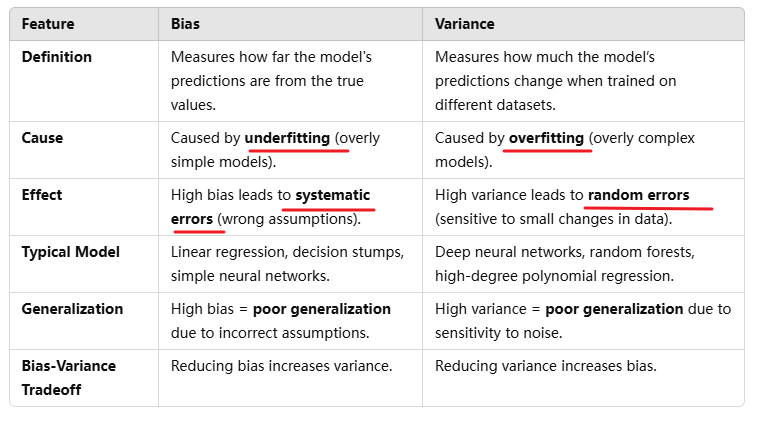 Feature Bias Variance
Definition Measures how far the model's Measures how much the model's
predictions are from the true predictions change when trained on
values. different datasets.
Cause Caused by underfitting (overly Caused by overfitting (overly complex
simple models). models).
Effect High bias leads to systematic High variance leads to random errors
errors (wrong assumptions). (sensitive to small changes in data).
Typical Model Linear regression, decision stumps, Deep neural networks, random forests,
simple neural networks. high-degree polynomial regression.
Generalization High bias = poor generalization High variance = poor generalization due to
due to incorrect assumptions. sensitivity to noise.
Bias-Variance Reducing bias increases variance. Reducing variance increases bias.
Tradeoff